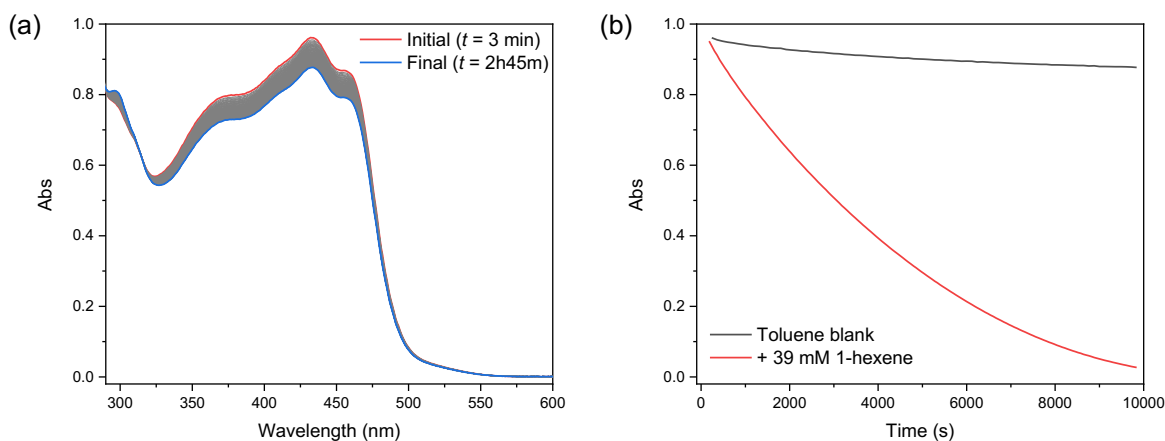 (a)
Initial (t = 3 min)
Final (t = 2h45m)
1.0
0.8
0.6
0.4
0.2
0.0
Abs
300 350 400 450 500 550 600
Wavelength (nm)
(b)
1.0
0.8
0.6
0.4
0.2
0.0
Abs
Toluene blank
+ 39 mM 1-hexene
0 2000 4000 6000 8000 10000
Time (s)